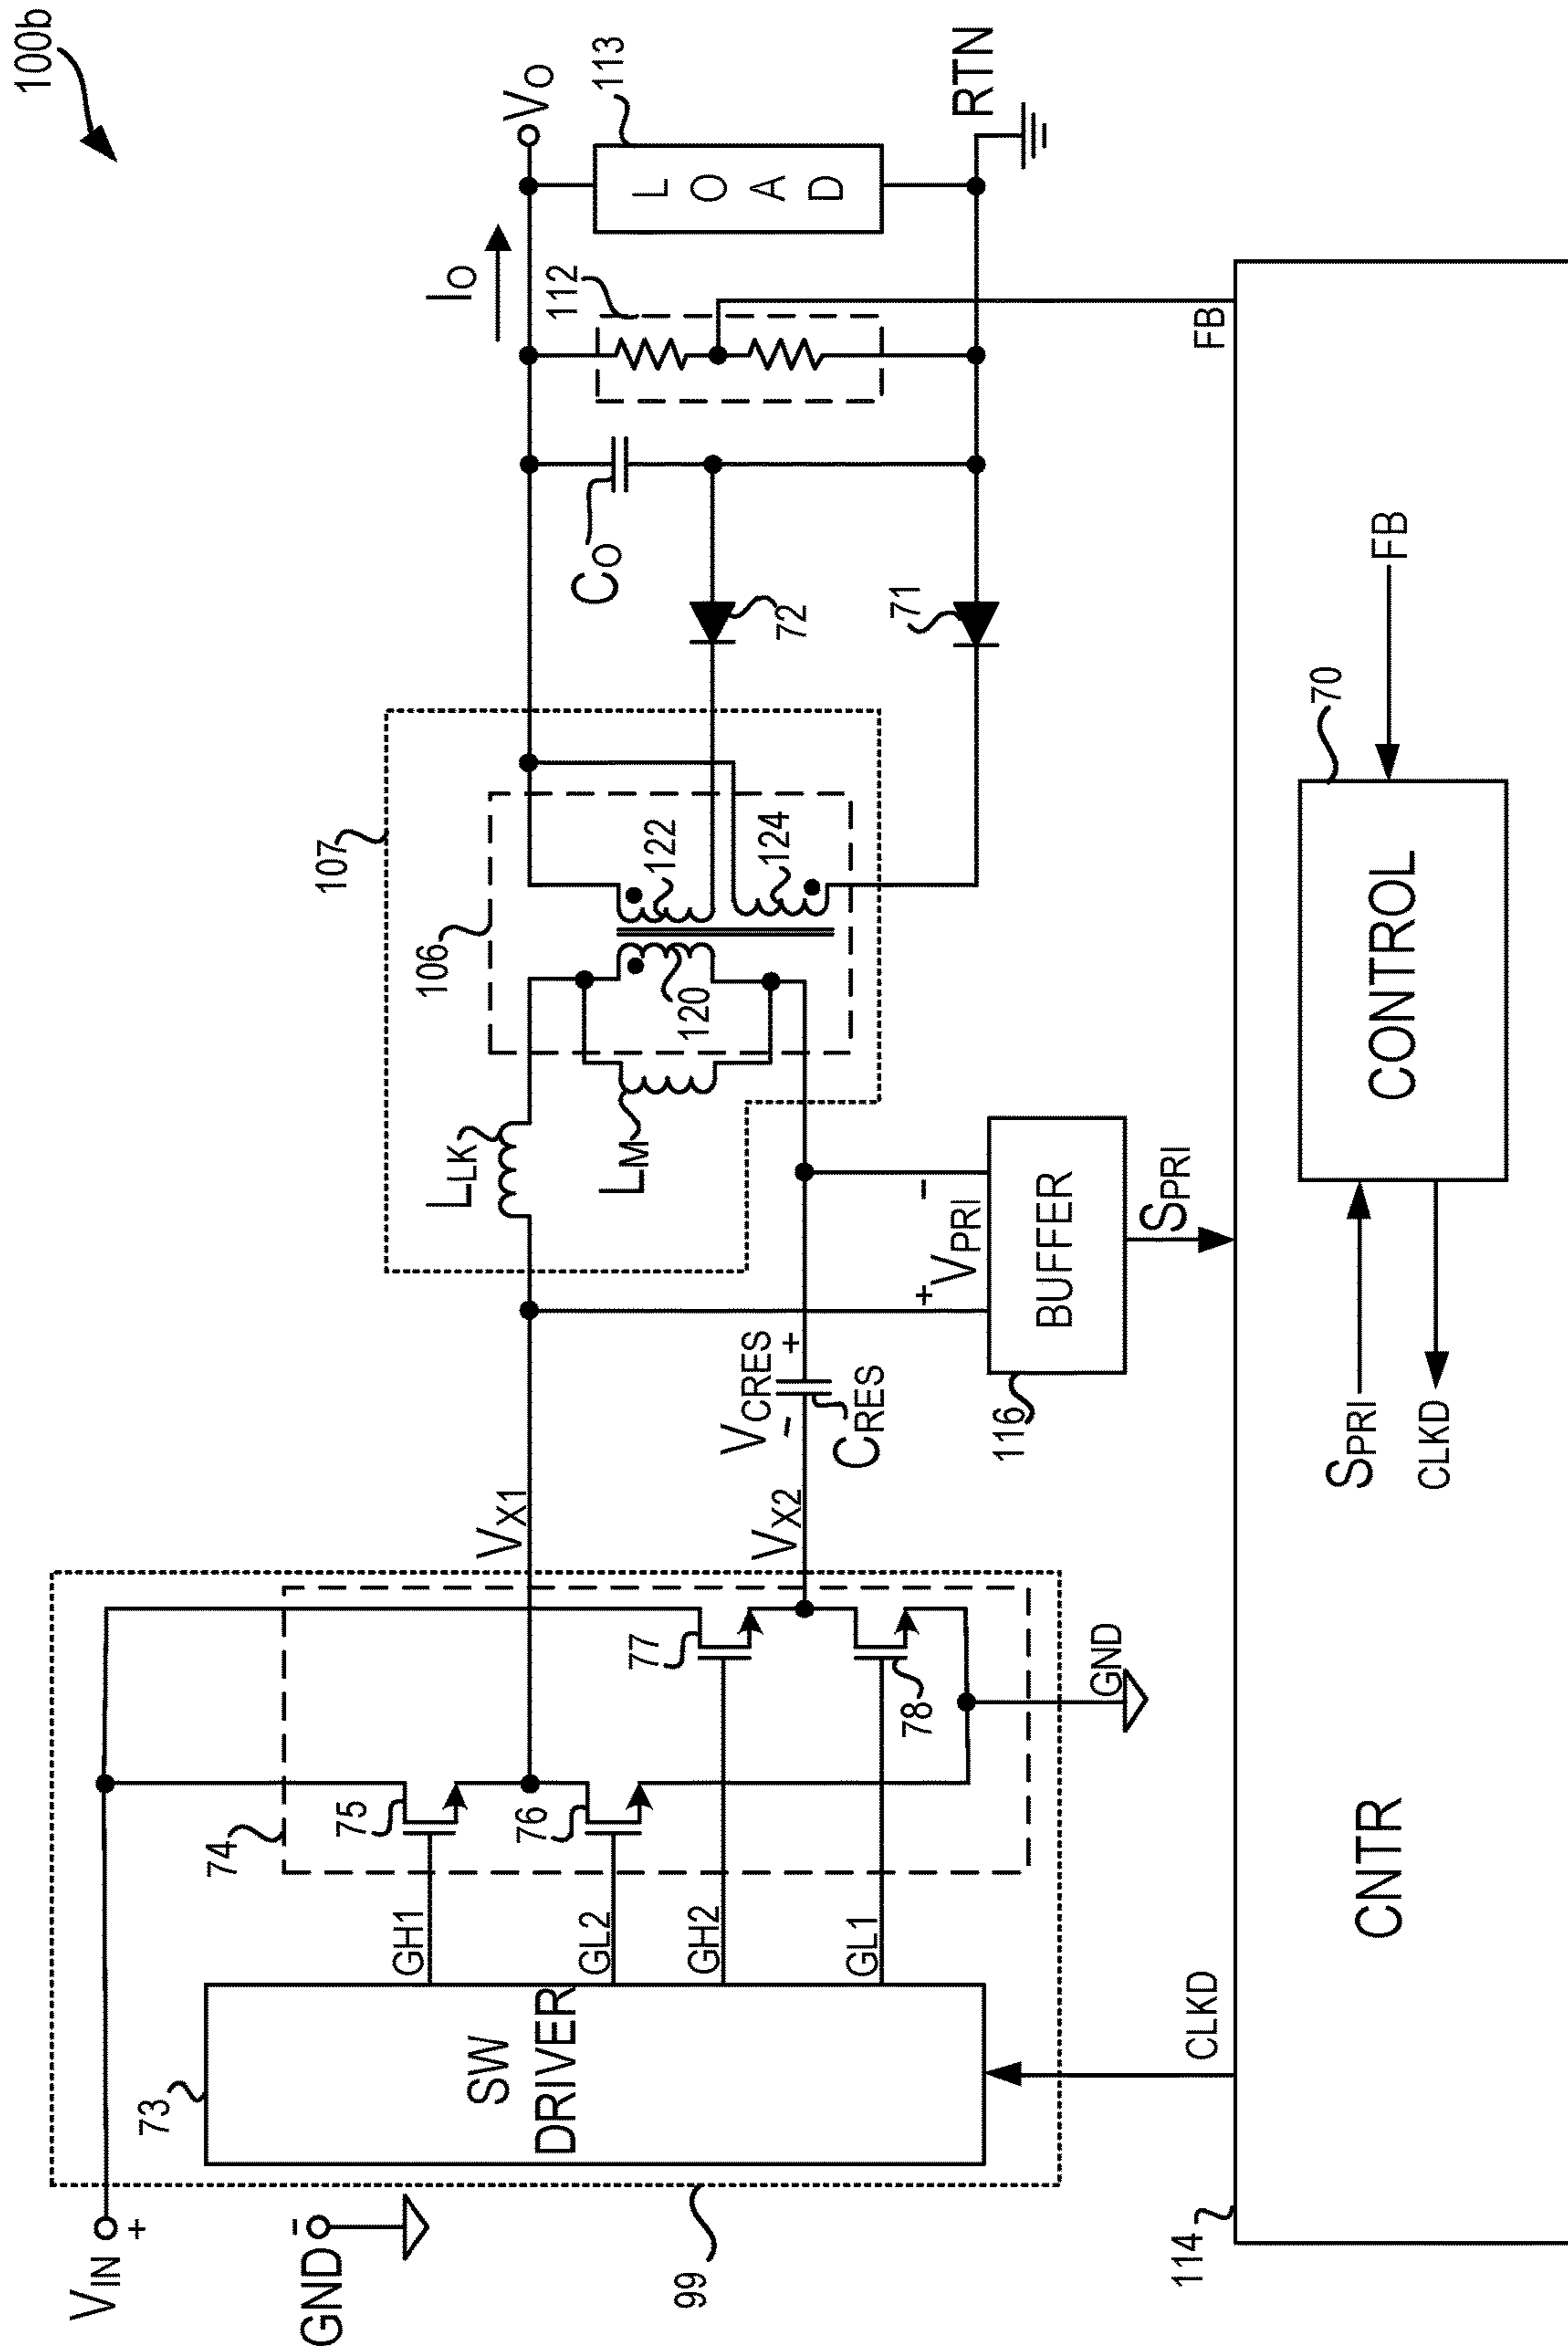 100b
VIN
+
GND
-
99
73
SW
DRIVER
GH1
GL2
GH2
GL1
74
75
76
77
78
GND
VX1
VX2
VCRES
- +
CRES
LLK
LM
107
106
120
122
124
CO
72
71
IO
112
VO
113
LOAD
RTN
+ VPRI -
116
BUFFER
SPRI
CLKD
FB
114
CNTR
70
CONTROL
SPRI
CLKD
FB